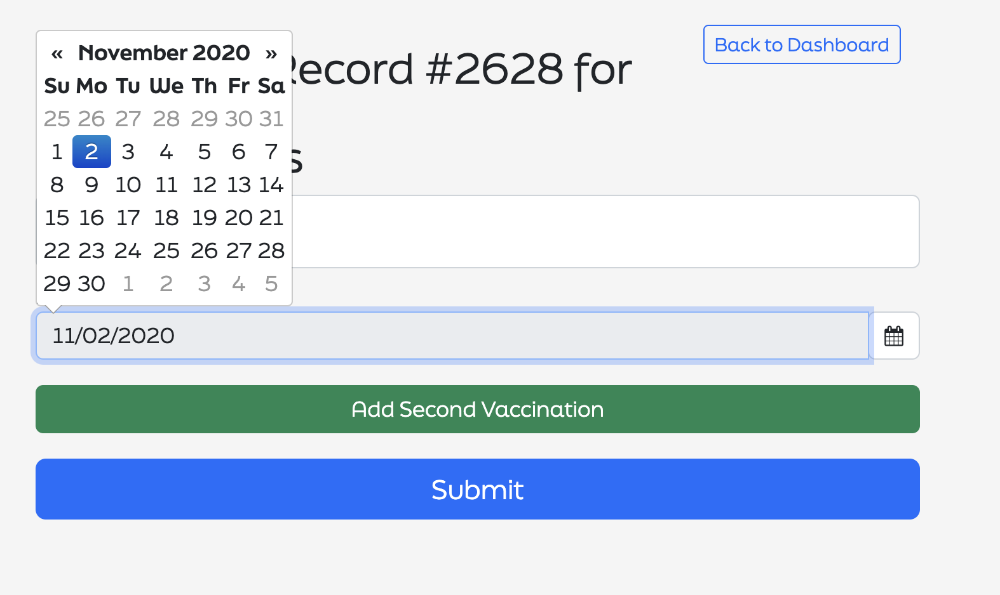 « November 2020 »
Su Mo Tu We Th Fr Sa
25 26 27 28 29 30 31
1 2 3 4 5 6 7
8 9 10 11 12 13 14
15 16 17 18 19 20 21
22 23 24 25 26 27 28
29 30 1 2 3 4 5
Back to Dashboard
Record #2628 for
s
11/02/2020
Add Second Vaccination
Submit